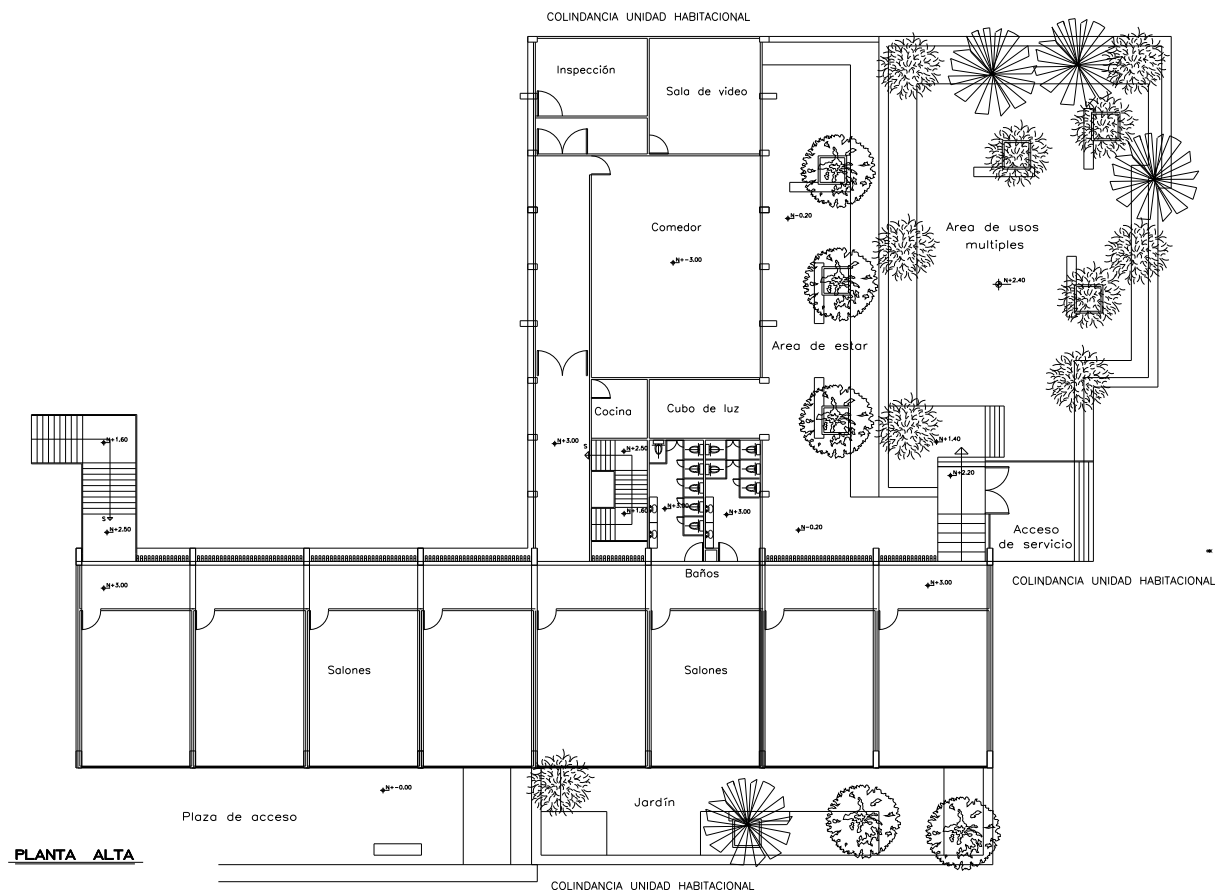 COLINDANCIA UNIDAD HABITACIONAL
Inspección
Sala de video
N-0.20
Comedor
Area de usos
multiples
N+-3.00
N+2.40
Area de estar
Cocina
Cubo de luz
N+1.60
N+3.00
S
N+2.50
N+1.40
N+2.20
S
N+2.50
N+1.60
N+3.00
N+3.00
N-0.20
Acceso
de servicio
Baños
COLINDANCIA UNIDAD HABITACIONAL
N+3.00
N+3.00
Salones
Salones
N+-0.00
Jardín
Plaza de acceso
PLANTA ALTA
COLINDANCIA UNIDAD HABITACIONAL